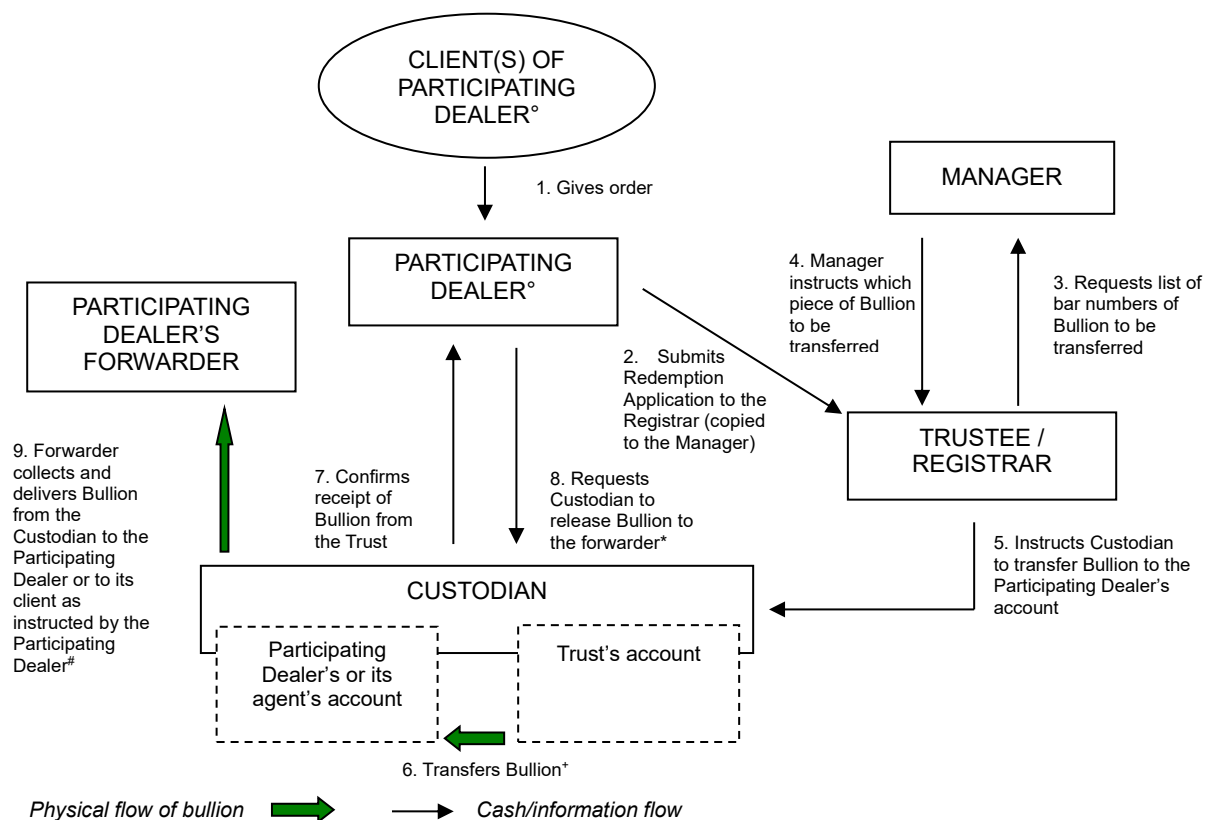 CLIENT(S) OF
PARTICIPATING
DEALER°
1. Gives order
MANAGER
PARTICIPATING
DEALER°
4. Manager
instructs which
piece of Bullion
to be
transferred
3. Requests list of
bar numbers of
Bullion to be
transferred
PARTICIPATING
DEALER’S
FORWARDER
2. Submits
Redemption
Application to the
Registrar (copied
to the Manager)
TRUSTEE /
REGISTRAR
9. Forwarder
collects and
delivers Bullion
from the
Custodian to the
Participating
Dealer or to its
client as
instructed by the
Participating
Dealer#
7. Confirms
receipt of
Bullion from
the Trust
8. Requests
Custodian to
release Bullion to
the forwarder*
5. Instructs Custodian
to transfer Bullion to the
Participating Dealer’s
account
CUSTODIAN
Participating
Dealer’s or its
agent’s account
Trust’s account
6. Transfers Bullion+
Physical flow of bullion
Cash/information flow